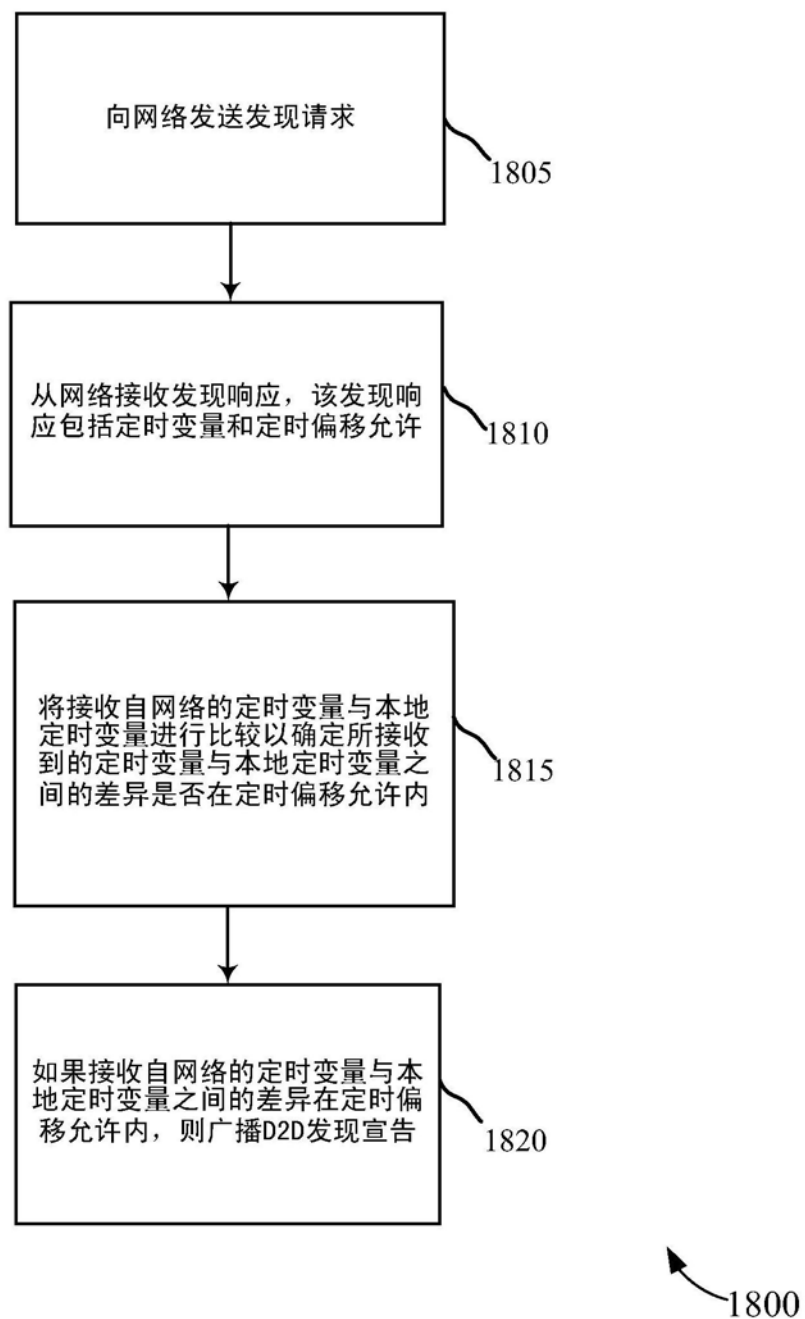 向网络发送发现请求
1805
从网络接收发现响应，该发现响
应包括定时变量和定时偏移允许
1810
将接收自网络的定时变量与本地
定时变量进行比较以确定所接收
到的定时变量与本地定时变量之
间的差异是否在定时偏移允许内
1815
如果接收自网络的定时变量与本
地定时变量之间的差异在定时偏
移允许内，则广播D2D发现宣告
1820
1800